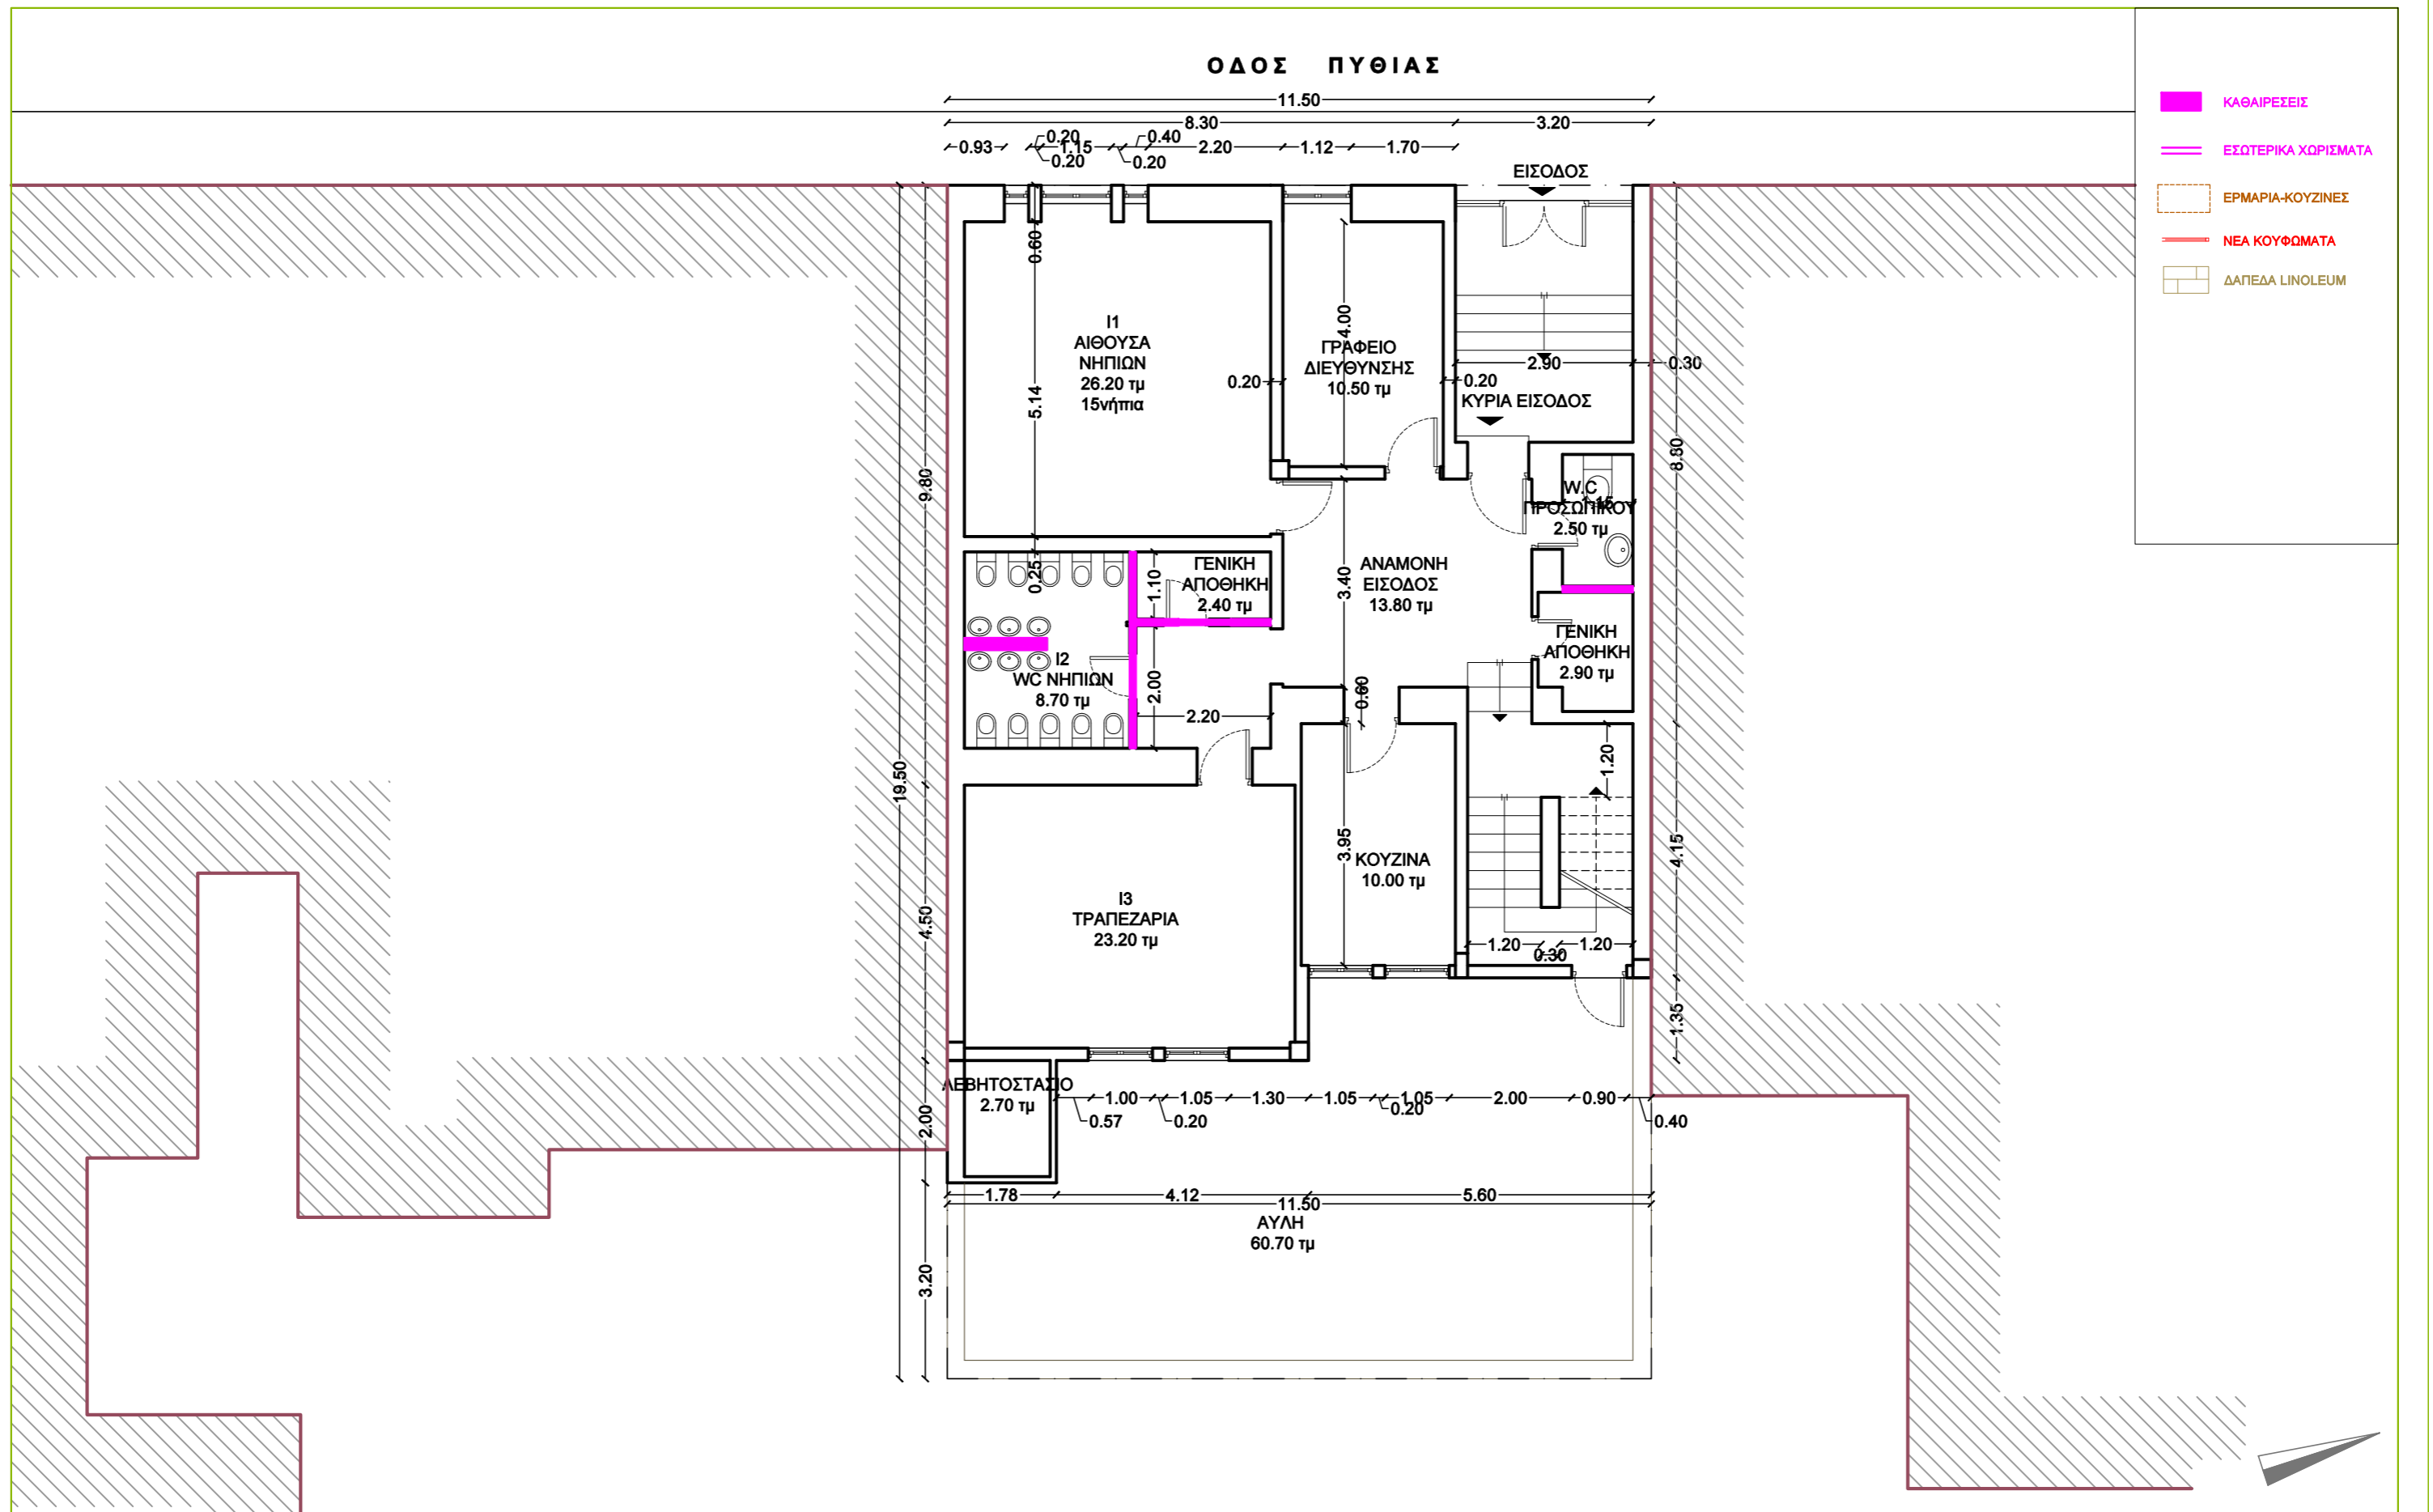 ΟΔΟΣ ΠΥΘΙΑΣ
11.50
8.30
3.20
0.93
0.20
1.15
0.20
0.40
0.20
2.20
1.12
1.70
ΚΑΘΑΙΡΕΣΕΙΣ
ΕΣΩΤΕΡΙΚΑ ΧΩΡΙΣΜΑΤΑ
ΕΡΜΑΡΙΑ-ΚΟΥΖΙΝΕΣ
ΝΕΑ ΚΟΥΦΩΜΑΤΑ
ΔΑΠΕΔΑ LINOLEUM
ΕΙΣΟΔΟΣ
0.60
I1
ΑΙΘΟΥΣΑ
ΝΗΠΙΩΝ
26.20 τμ
15νήπια
5.14
4.00
ΓΡΑΦΕΙΟ
ΔΙΕΥΘΥΝΣΗΣ
10.50 τμ
0.20
0.20
2.90
0.30
ΚΥΡΙΑ ΕΙΣΟΔΟΣ
9.80
8.80
W.C
ΠΡΟΣΩΠΙΚΟΥ
2.50 τμ
1.15
0.25
1.10
ΓΕΝΙΚΗ
ΑΠΟΘΗΚΗ
2.40 τμ
3.40
ΑΝΑΜΟΝΗ
ΕΙΣΟΔΟΣ
13.80 τμ
ΓΕΝΙΚΗ
ΑΠΟΘΗΚΗ
2.90 τμ
I2
WC ΝΗΠΙΩΝ
8.70 τμ
2.00
2.20
0.60
1.20
19.50
3.95
ΚΟΥΖΙΝΑ
10.00 τμ
4.15
I3
ΤΡΑΠΕΖΑΡΙΑ
23.20 τμ
4.50
1.20
0.30
1.20
1.35
ΛΕΒΗΤΟΣΤΑΣΙΟ
2.70 τμ
2.00
0.57
1.00
0.20
1.05
1.30
1.05
0.20
1.05
2.00
0.90
0.40
1.78
4.12
5.60
11.50
ΑΥΛΗ
60.70 τμ
3.20